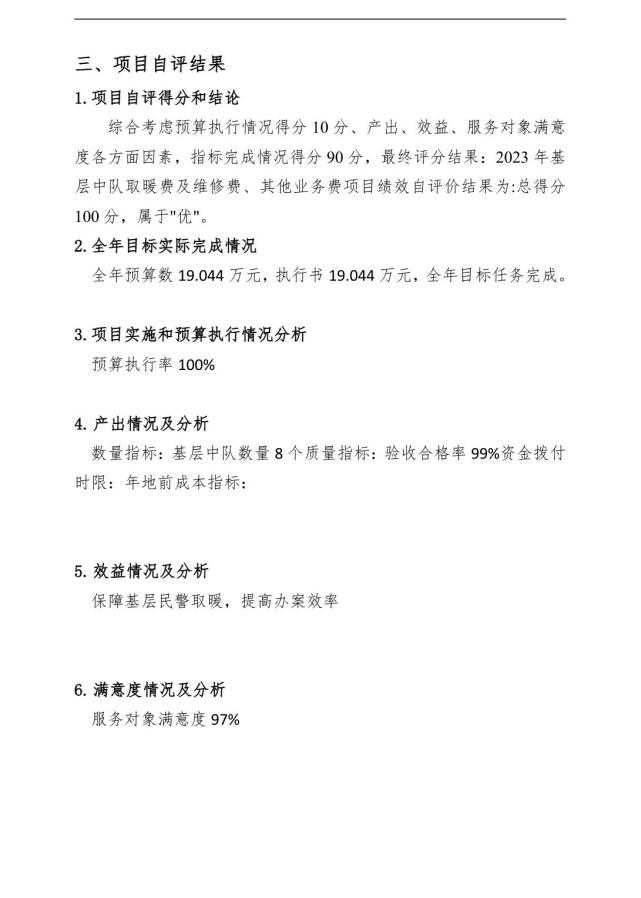 三、项目自评结果
1.项目自评得分和结论
综合考虑预算执行情况得分 10 分、产出、效益、服务对象满意
度各方面因素，指标完成情况得分 90 分，最终评分结果：2023 年基
层中队取暖费及维修费、其他业务费项目绩效自评价结果为:总得分
100 分，属于"优"。
2.全年目标实际完成情况
全年预算数 19.044 万元，执行书 19.044 万元，全年目标任务完成。
3.项目实施和预算执行情况分析
预算执行率 100%
4.产出情况及分析
数量指标：基层中队数量 8 个质量指标：验收合格率 99%资金拨付
时限：年地前成本指标：
5.效益情况及分析
保障基层民警取暖，提高办案效率
6.满意度情况及分析
服务对象满意度 97%